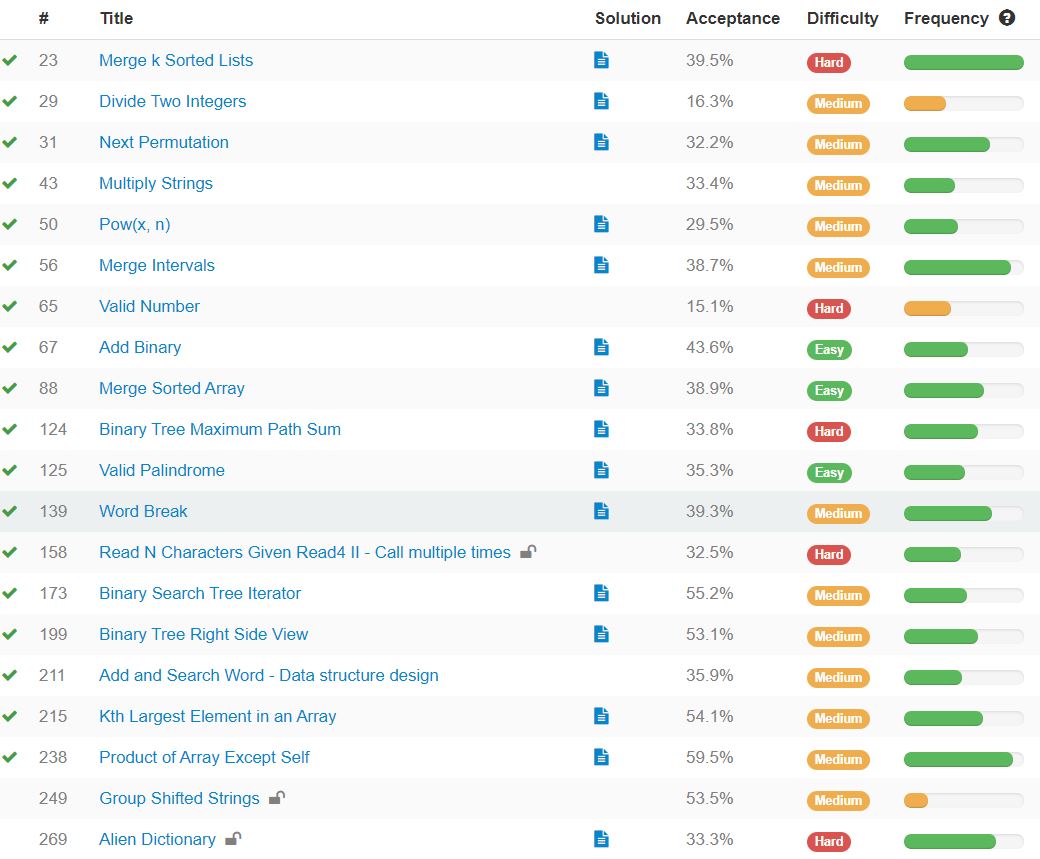 # Title Solution Acceptance Difficulty Frequency ?
23 Merge k Sorted Lists 39.5% Hard
29 Divide Two Integers 16.3% Medium
31 Next Permutation 32.2% Medium
43 Multiply Strings 33.4% Medium
50 Pow(x, n) 29.5% Medium
56 Merge Intervals 38.7% Medium
65 Valid Number 15.1% Hard
67 Add Binary 43.6% Easy
88 Merge Sorted Array 38.9% Easy
124 Binary Tree Maximum Path Sum 33.8% Hard
125 Valid Palindrome 35.3% Easy
139 Word Break 39.3% Medium
158 Read N Characters Given Read4 II - Call multiple times 32.5% Hard
173 Binary Search Tree Iterator 55.2% Medium
199 Binary Tree Right Side View 53.1% Medium
211 Add and Search Word - Data structure design 35.9% Medium
215 Kth Largest Element in an Array 54.1% Medium
238 Product of Array Except Self 59.5% Medium
249 Group Shifted Strings 53.5% Medium
269 Alien Dictionary 33.3% Hard